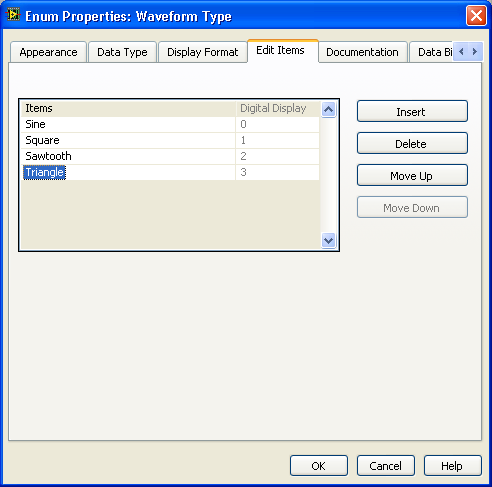 Enum Properties: Waveform Type
Appearance Data Type Display Format Edit Items Documentation Data Bi
Items Digital Display
Sine 0
Square 1
Sawtooth 2
Triangle 3
Insert
Delete
Move Up
Move Down
OK Cancel Help